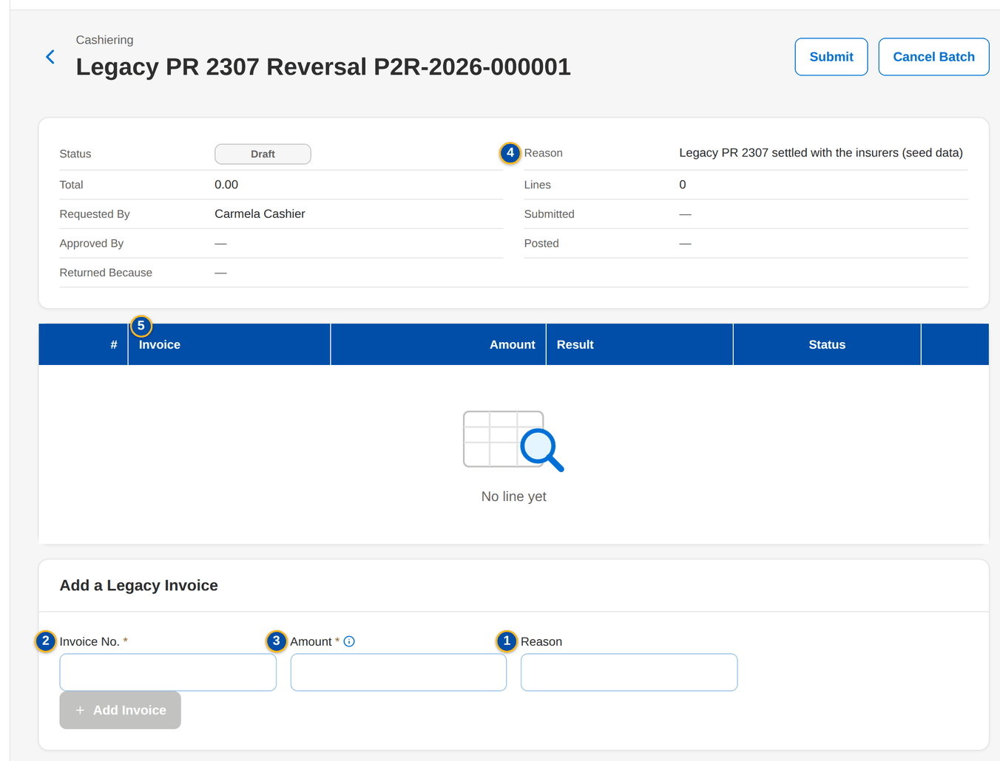 Cashiering
Legacy PR 2307 Reversal P2R-2026-000001
Submit
Cancel Batch
Status Draft
4 Reason Legacy PR 2307 settled with the insurers (seed data)
Total 0.00
Lines 0
Requested By Carmela Cashier
Submitted —
Approved By —
Posted —
Returned Because —
5
# Invoice Amount Result Status
No line yet
Add a Legacy Invoice
2 Invoice No. *
3 Amount *
1 Reason
+ Add Invoice